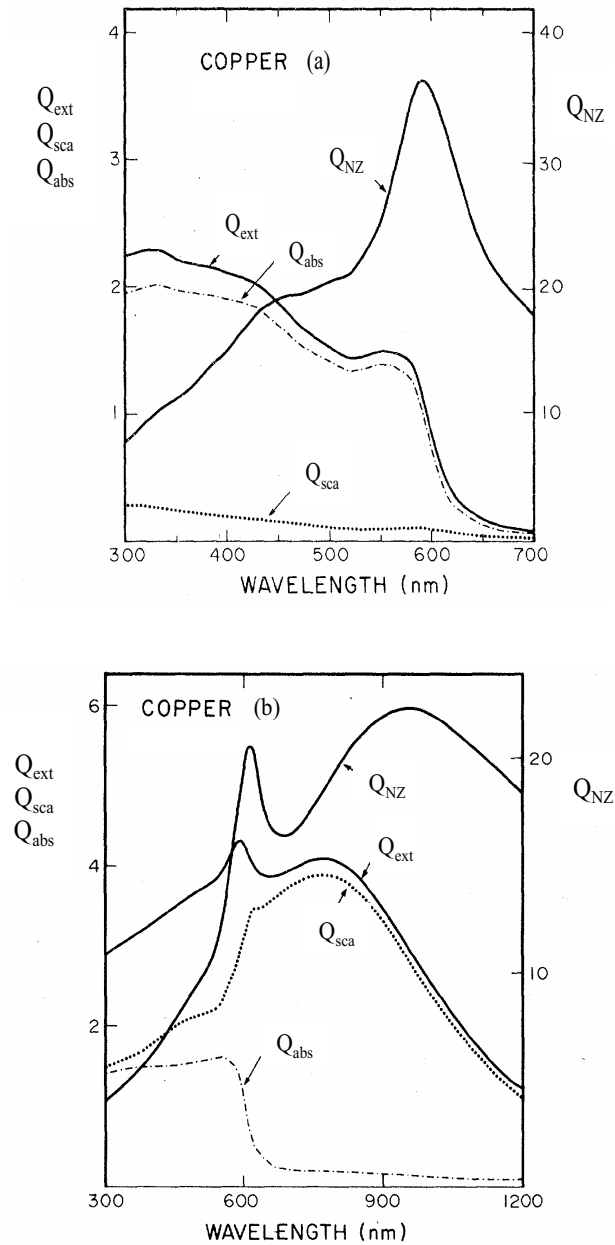 COPPER (a)
4
3
2
1
Q_ext
Q_sca
Q_abs
40
30
20
10
Q_NZ
Q_NZ
Q_ext
Q_abs
Q_sca
300 400 500 600 700
WAVELENGTH (nm)
COPPER (b)
6
4
2
Q_ext
Q_sca
Q_abs
20
10
Q_NZ
Q_NZ
Q_ext
Q_sca
Q_abs
300 600 900 1200
WAVELENGTH (nm)